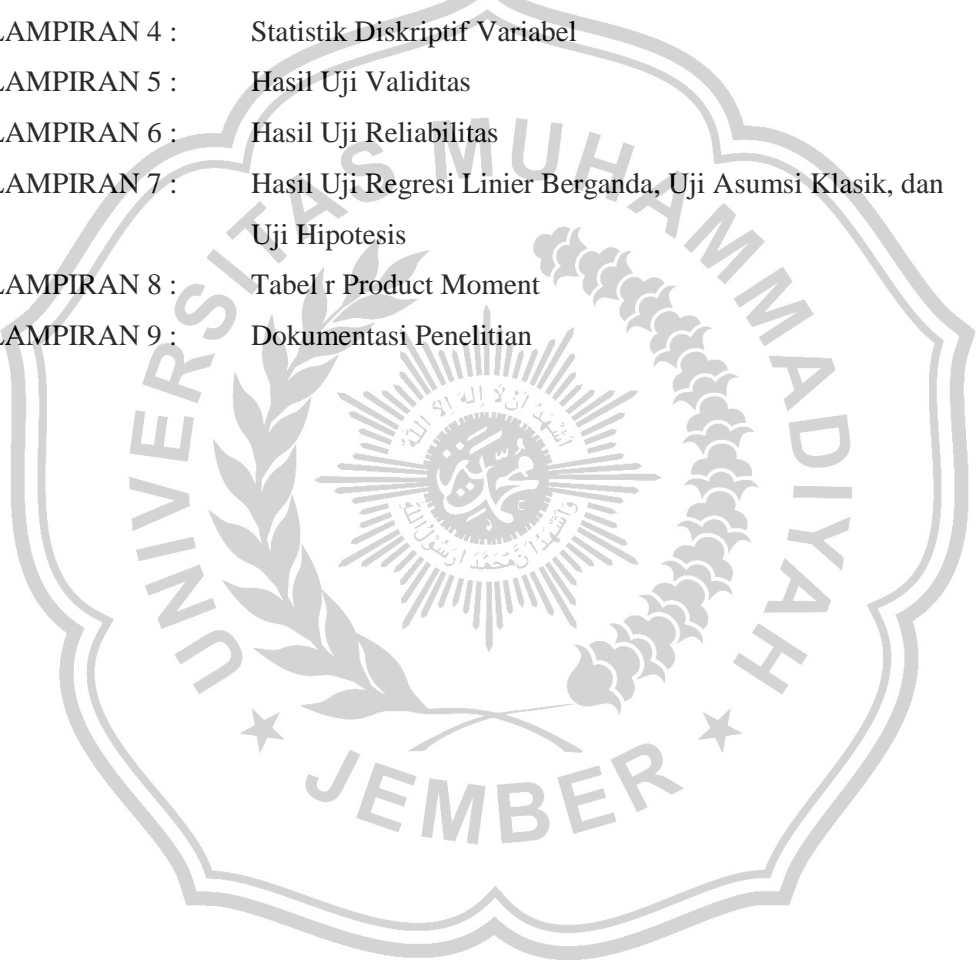 LAMPIRAN 4 : Statistik Diskriptif Variabel
LAMPIRAN 5 : Hasil Uji Validitas
LAMPIRAN 6 : Hasil Uji Reliabilitas
LAMPIRAN 7 : Hasil Uji Regresi Linier Berganda, Uji Asumsi Klasik, dan
Uji Hipotesis
LAMPIRAN 8 : Tabel r Product Moment
LAMPIRAN 9 : Dokumentasi Penelitian
UNIVERSITAS MUHAMMADIYAH
JEMBER